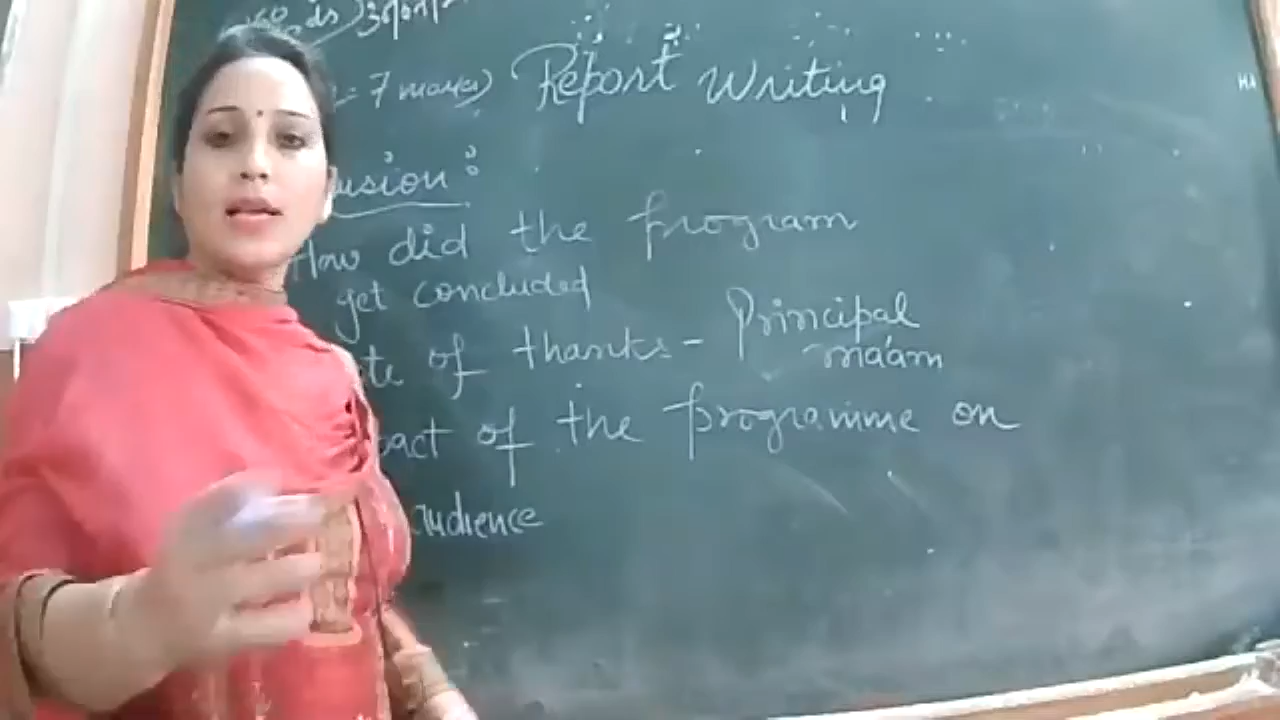 = 7 marks) Report Writing
usion :
How did the program
get concluded
te of thanks - Principal
ma'am
pact of the programme on
audience